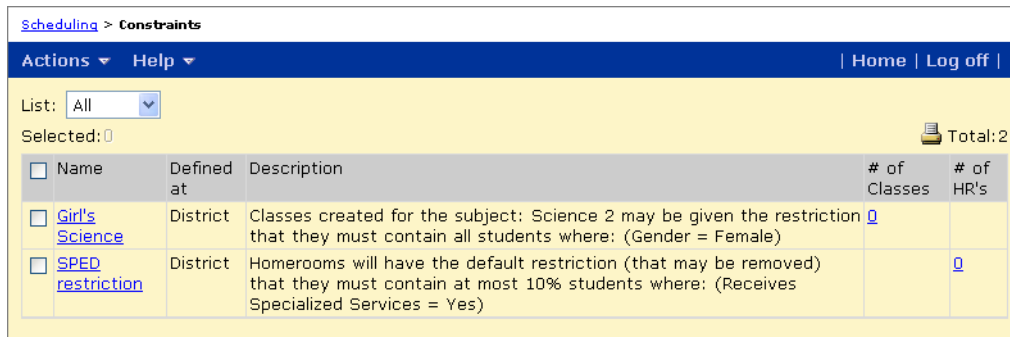 Scheduling > Constraints
Actions Help | Home | Log off |
List: All
Selected: 0 Total: 2
Name Defined at Description # of Classes # of HR's
Girl's Science District Classes created for the subject: Science 2 may be given the restriction 0
that they must contain all students where: (Gender = Female)
SPED restriction District Homerooms will have the default restriction (that may be removed) 0
that they must contain at most 10% students where: (Receives
Specialized Services = Yes)